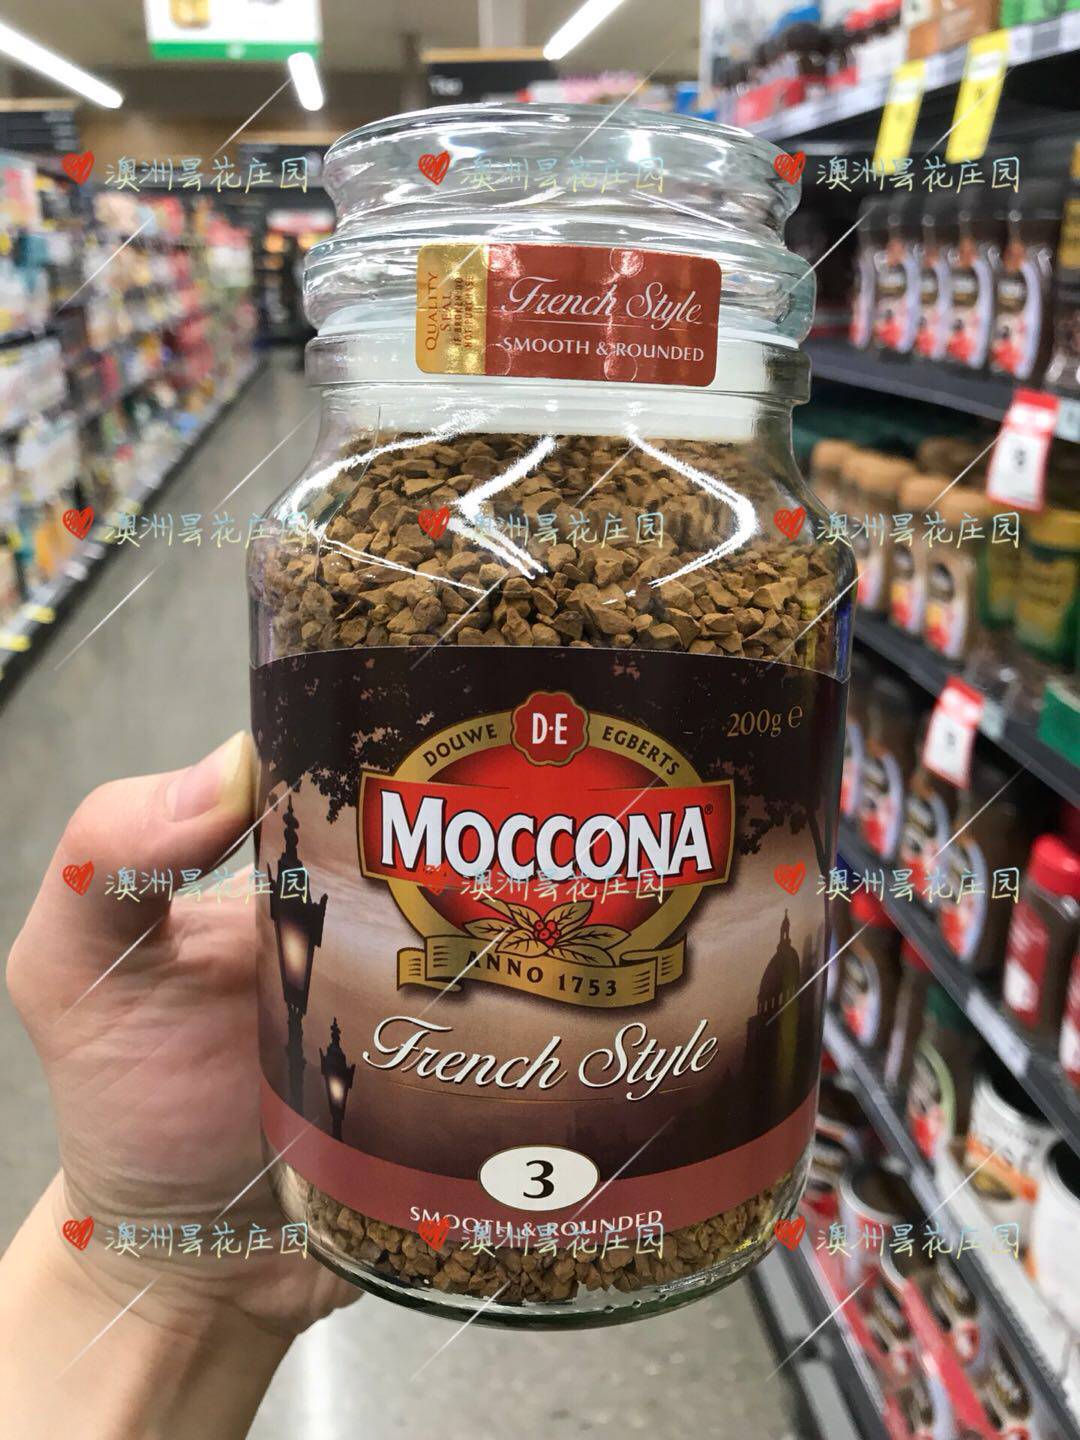 澳洲昙花庄园 澳洲昙花庄园 澳洲昙花庄园
QUALITY
SEAL
French Style
SMOOTH & ROUNDED
澳洲昙花庄园 澳洲昙花庄园 澳洲昙花庄园
200g e
D·E
DOUWE EGBERTS
MOCCONA®
澳洲昙花庄园 澳洲昙花庄园 澳洲昙花庄园
ANNO 1753
French Style
3
SMOOTH & ROUNDED
澳洲昙花庄园 澳洲昙花庄园 澳洲昙花庄园